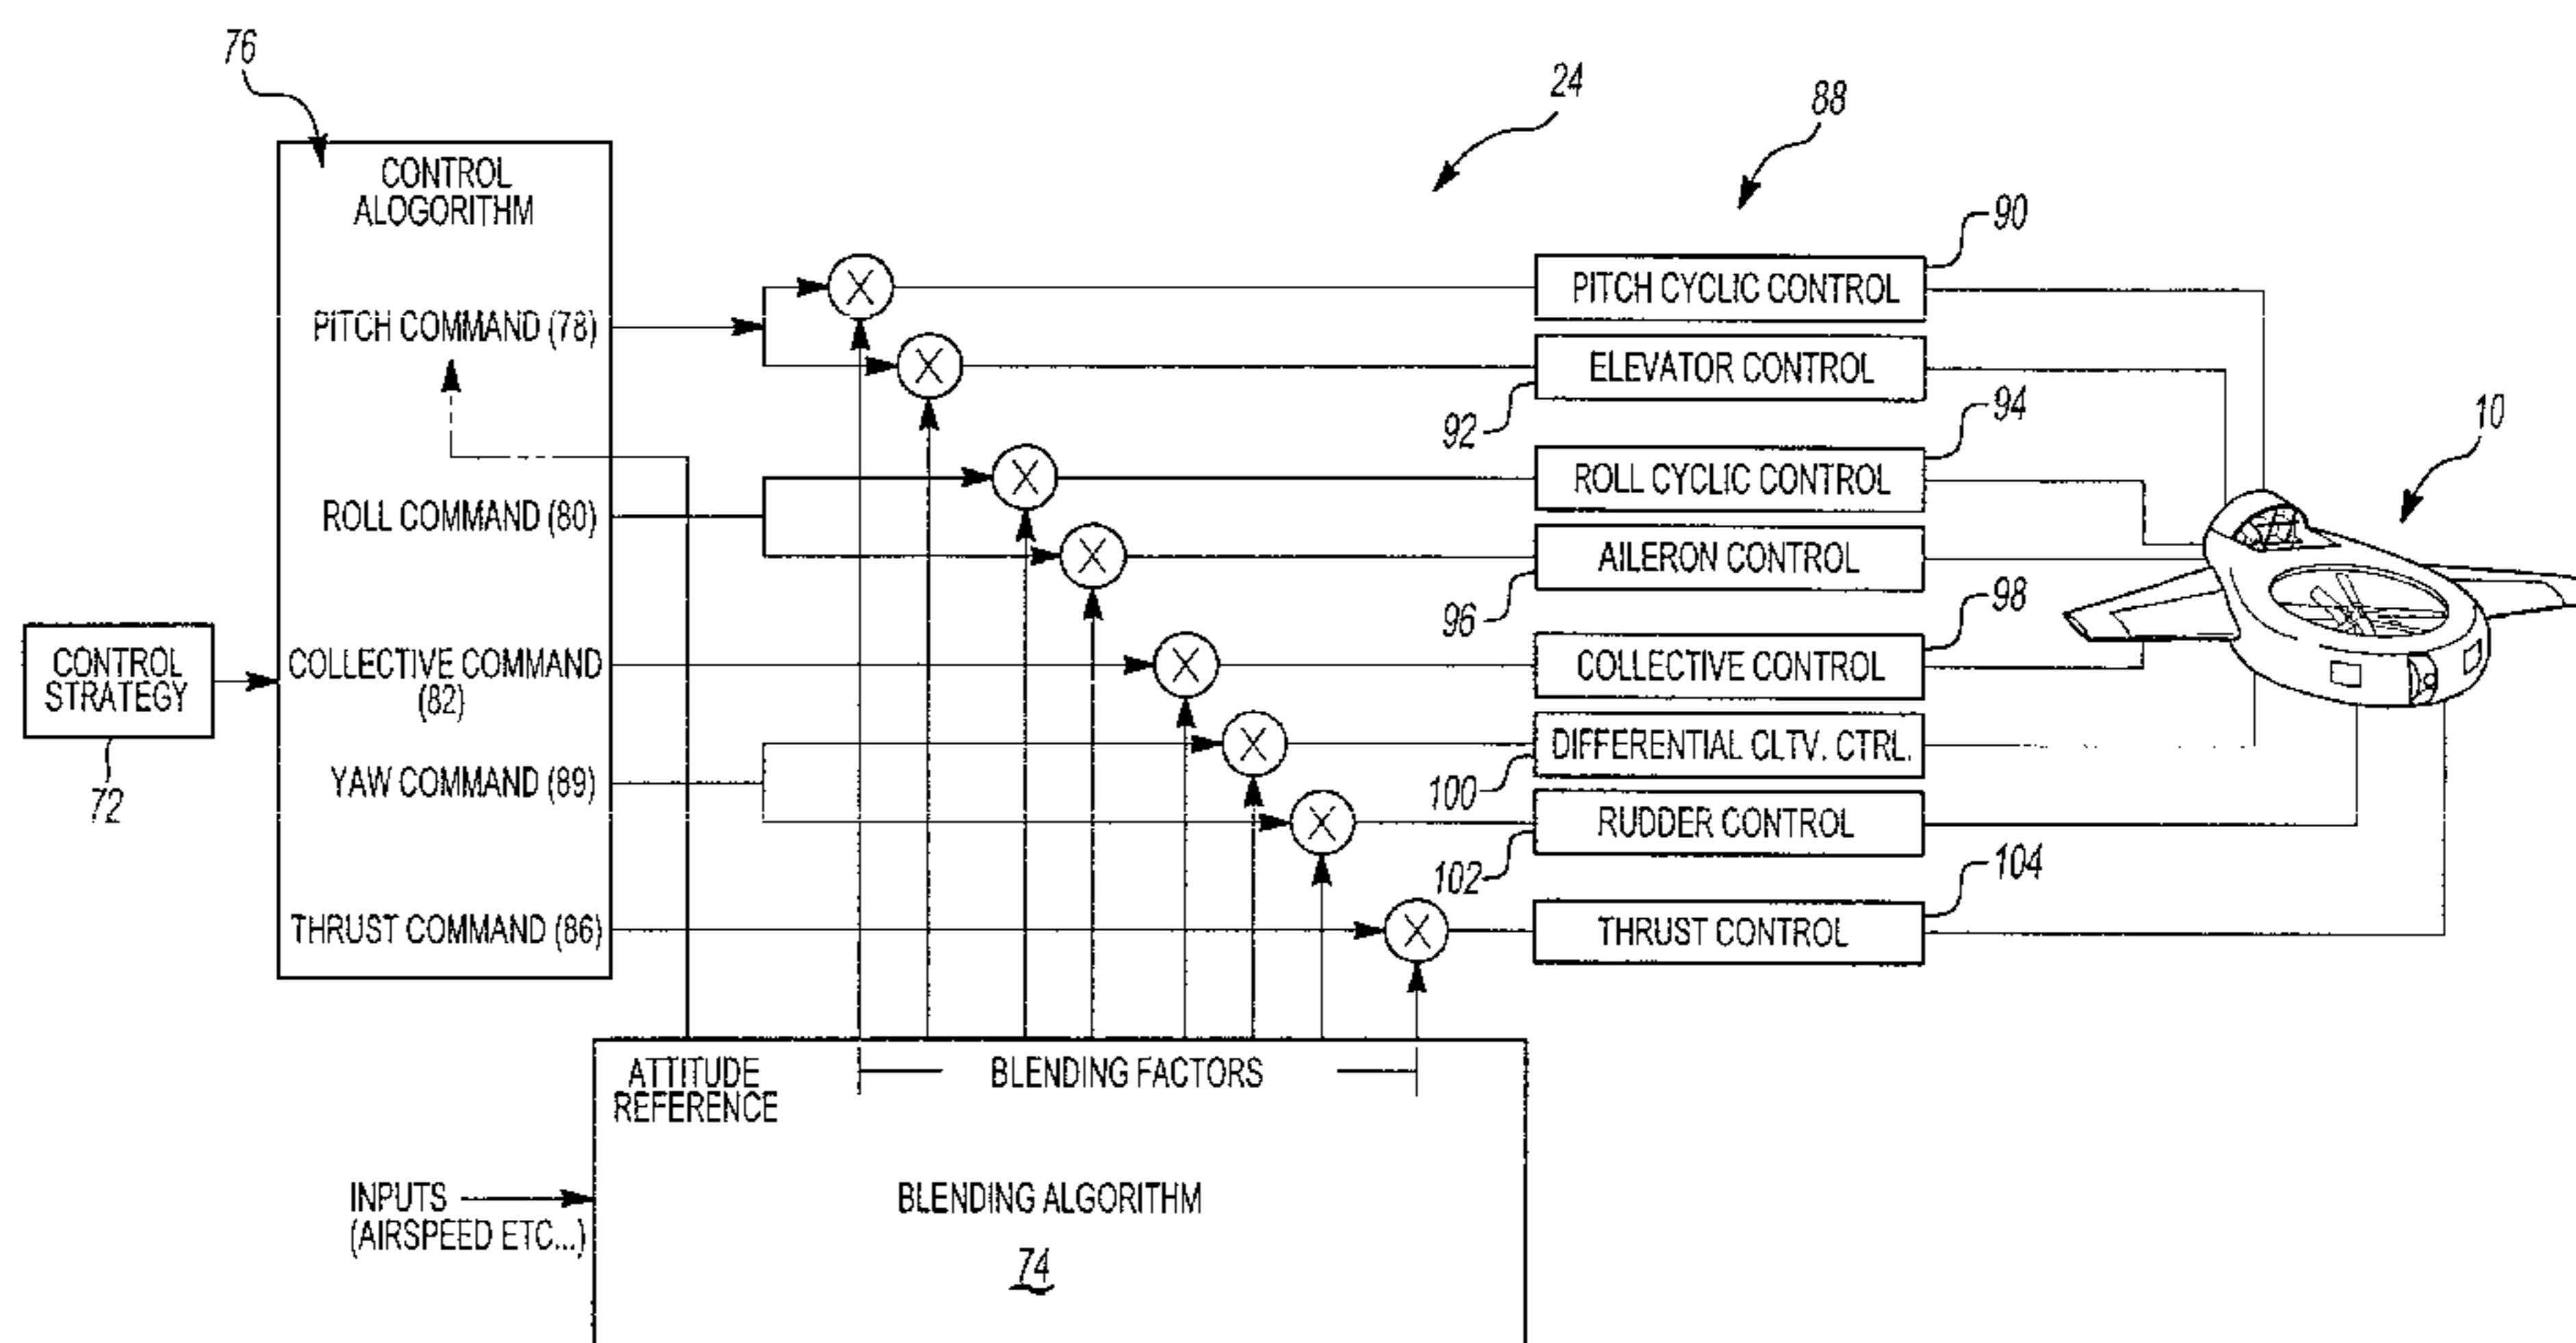 76
24
88
CONTROL
ALOGORITHM
90
PITCH CYCLIC CONTROL
PITCH COMMAND (78)
ELEVATOR CONTROL
92
94
10
ROLL CYCLIC CONTROL
ROLL COMMAND (80)
AILERON CONTROL
96
98
CONTROL
STRATEGY
72
COLLECTIVE COMMAND
(82)
COLLECTIVE CONTROL
DIFFERENTIAL CLTV. CTRL.
100
YAW COMMAND (89)
RUDDER CONTROL
102
104
THRUST COMMAND (86)
THRUST CONTROL
ATTITUDE
REFERENCE
BLENDING FACTORS
INPUTS
(AIRSPEED ETC...)
BLENDING ALGORITHM
74
X
X
X
X
X
X
X
X